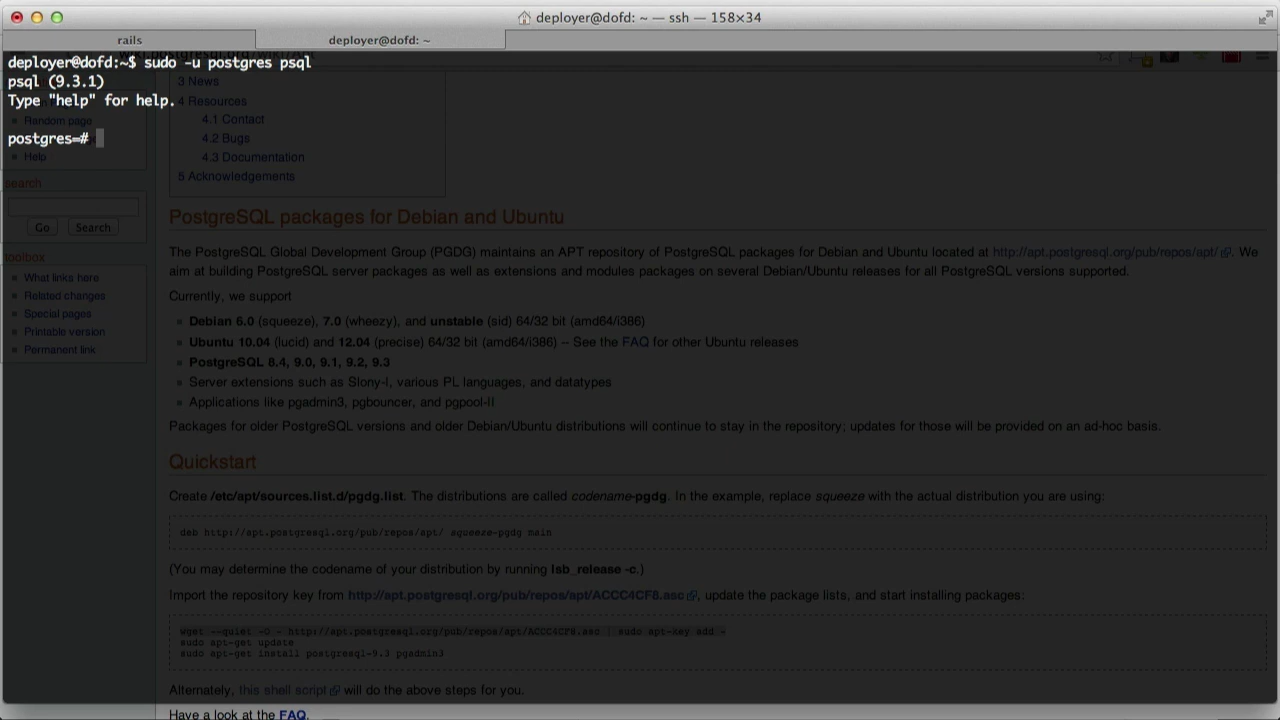 deployer@dofd: ~ — ssh — 158×34
rails
deployer@dofd: ~
deployer@dofd:~$ sudo -u postgres psql
psql (9.3.1)
Type "help" for help.
postgres=#
Random page
Help
search
Go
Search
toolbox
What links here
Related changes
Special pages
Printable version
Permanent link
3 News
4 Resources
4.1 Contact
4.2 Bugs
4.3 Documentation
5 Acknowledgements
PostgreSQL packages for Debian and Ubuntu
The PostgreSQL Global Development Group (PGDG) maintains an APT repository of PostgreSQL packages for Debian and Ubuntu located at http://apt.postgresql.org/pub/repos/apt/. We
aim at building PostgreSQL server packages as well as extensions and modules packages on several Debian/Ubuntu releases for all PostgreSQL versions supported.
Currently, we support
Debian 6.0 (squeeze), 7.0 (wheezy), and unstable (sid) 64/32 bit (amd64/i386)
Ubuntu 10.04 (lucid) and 12.04 (precise) 64/32 bit (amd64/i386) -- See the FAQ for other Ubuntu releases
PostgreSQL 8.4, 9.0, 9.1, 9.2, 9.3
Server extensions such as Slony-I, various PL languages, and datatypes
Applications like pgadmin3, pgbouncer, and pgpool-II
Packages for older PostgreSQL versions and older Debian/Ubuntu distributions will continue to stay in the repository; updates for those will be provided on an ad-hoc basis.
Quickstart
Create /etc/apt/sources.list.d/pgdg.list. The distributions are called codename-pgdg. In the example, replace squeeze with the actual distribution you are using:
deb http://apt.postgresql.org/pub/repos/apt/ squeeze-pgdg main
(You may determine the codename of your distribution by running lsb_release -c.)
Import the repository key from http://apt.postgresql.org/pub/repos/apt/ACCC4CF8.asc, update the package lists, and start installing packages:
wget --quiet -O - http://apt.postgresql.org/pub/repos/apt/ACCC4CF8.asc | sudo apt-key add -
sudo apt-get update
sudo apt-get install postgresql-9.3 pgadmin3
Alternately, this shell script will do the above steps for you.
Have a look at the FAQ.